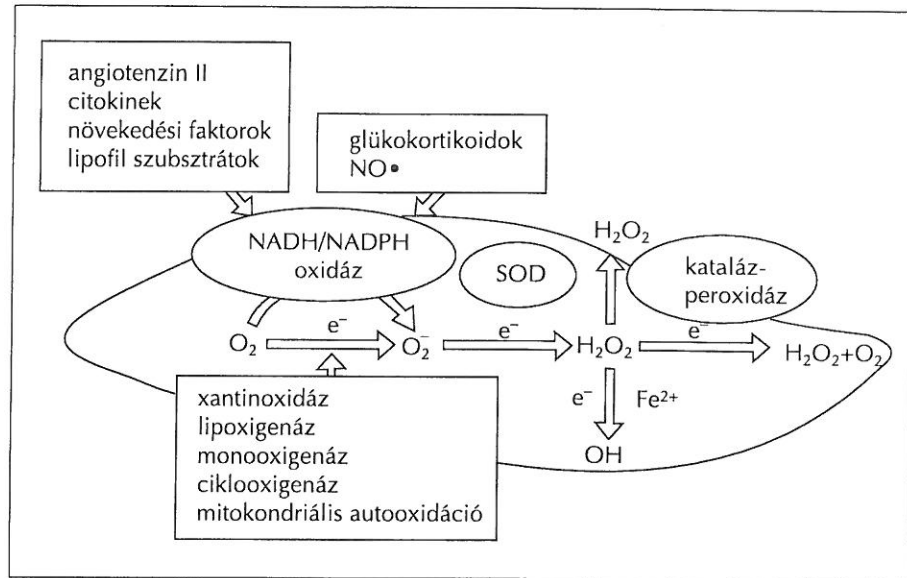 angiotenzin II
citokinek
növekedési faktorok
lipofil szubsztrátok
glükokortikoidok
NO•
NADH/NADPH
oxidáz
SOD
H₂O₂
kataláz-
peroxidáz
O₂
e⁻
O₂⁻
e⁻
H₂O₂
e⁻
H₂O₂+O₂
e⁻
Fe²⁺
OH
xantinoxidáz
lipoxigenáz
monooxigenáz
ciklooxigenáz
mitokondriális autooxidáció